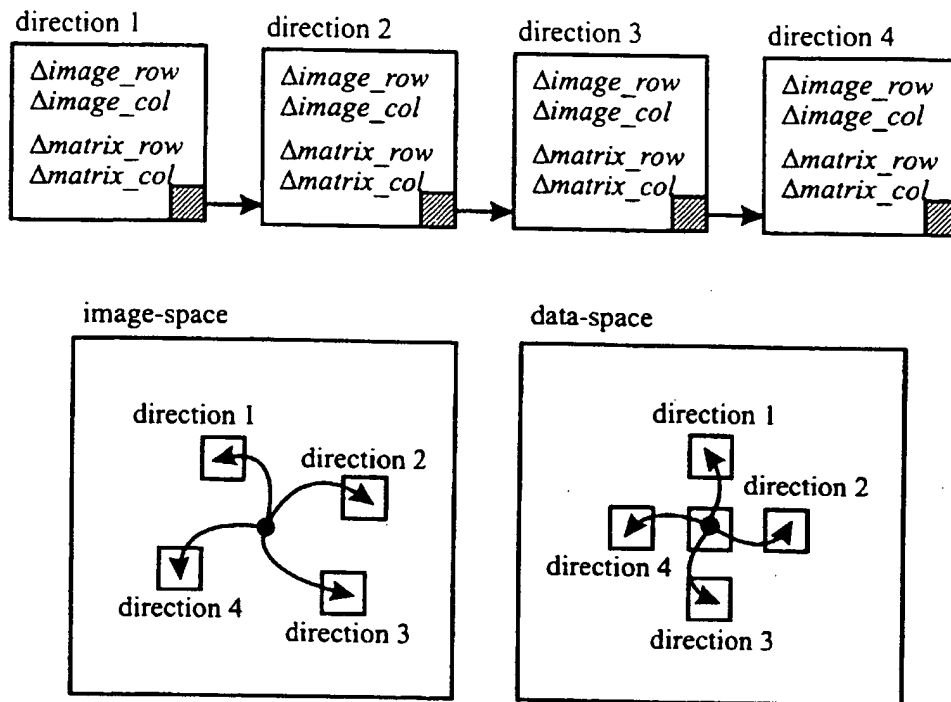 direction 1
Δimage_row
Δimage_col
Δmatrix_row
Δmatrix_col
direction 2
Δimage_row
Δimage_col
Δmatrix_row
Δmatrix_col
direction 3
Δimage_row
Δimage_col
Δmatrix_row
Δmatrix_col
direction 4
Δimage_row
Δimage_col
Δmatrix_row
Δmatrix_col
image-space
direction 1
direction 2
direction 4
direction 3
data-space
direction 1
direction 2
direction 4
direction 3